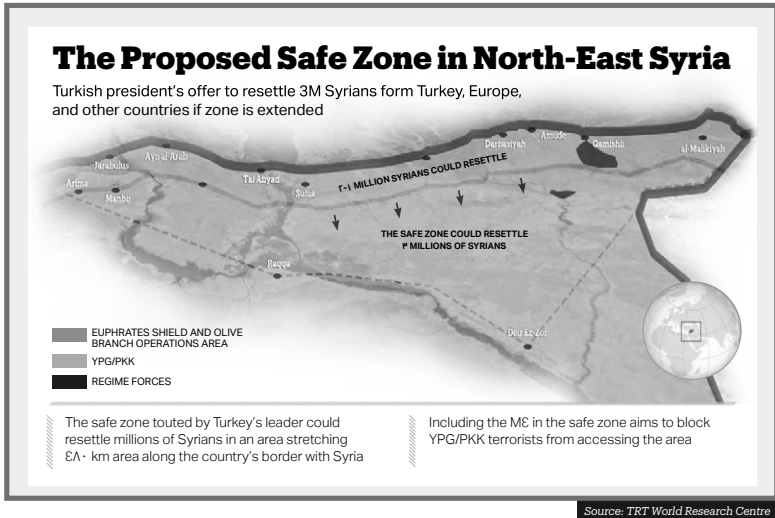 The Proposed Safe Zone in North-East Syria
Turkish president's offer to resettle 3M Syrians form Turkey, Europe,
and other countries if zone is extended
Arima
Jarabulus
Manbij
Ayn al-Arab
Tal Abyad
Suluk
Darbasiyah
Amude
Qamishli
al-Malikiyah
٢-١ MILLION SYRIANS COULD RESETTLE
THE SAFE ZONE COULD RESETTLE
٣ MILLIONS OF SYRIANS
Raqqa
Deir Ez-Zor
EUPHRATES SHIELD AND OLIVE
BRANCH OPERATIONS AREA
YPG/PKK
REGIME FORCES
The safe zone touted by Turkey's leader could
resettle millions of Syrians in an area stretching
٤٨٠ km area along the country's border with Syria
Including the M٤ in the safe zone aims to block
YPG/PKK terrorists from accessing the area
Source: TRT World Research Centre